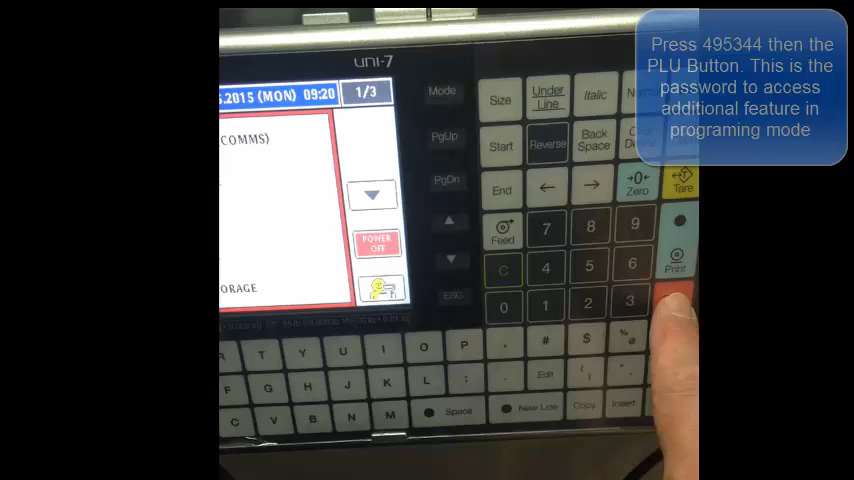 Press 495344 then the
PLU Button. This is the
password to access
additional feature in
programing mode
uni-7
.2015 (MON) 09:20 1/3
COMMS)
POWER
OFF
ORAGE
Mode
PgUp
PgDn
ESC
Size Under Line Italic
Start Reverse Back Space
End ← → →0← Zero Tare
Feed 7 8 9
C 4 5 6 Print
0 1 2 3
T Y U I O P . # $ %
F G H J K L : . Edit
C V B N M Space New Line Copy Insert